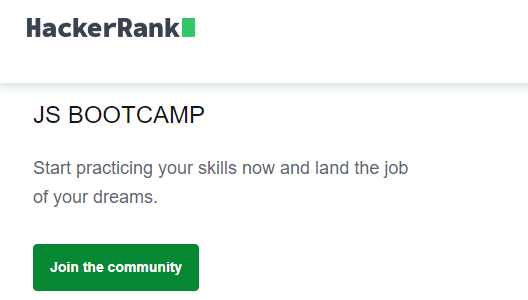 HackerRank
JS BOOTCAMP
Start practicing your skills now and land the job
of your dreams.
Join the community